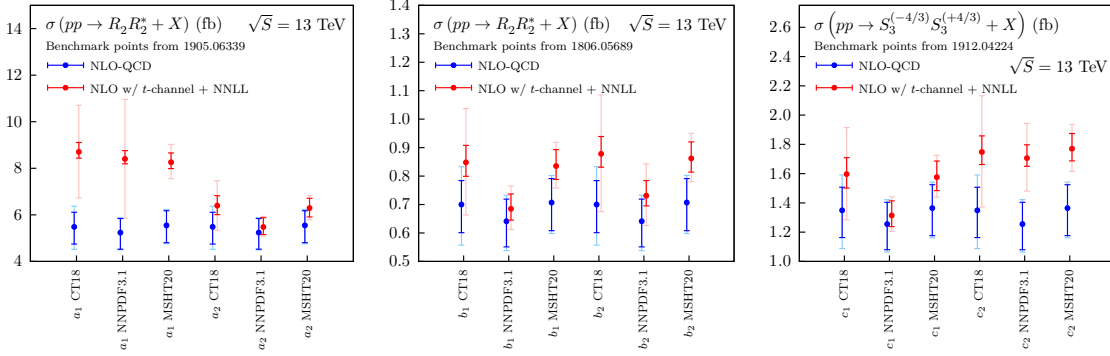 σ (pp → R₂R₂* + X) (fb) √S = 13 TeV
Benchmark points from 1905.06339
NLO-QCD
NLO w/ t-channel + NNLL
14
12
10
8
6
4
a₁ CT18
a₁ NNPDF3.1
a₁ MSHT20
a₂ CT18
a₂ NNPDF3.1
a₂ MSHT20
σ (pp → R₂R₂* + X) (fb) √S = 13 TeV
Benchmark points from 1806.05689
NLO-QCD
NLO w/ t-channel + NNLL
1.4
1.3
1.2
1.1
1.0
0.9
0.8
0.7
0.6
0.5
b₁ CT18
b₁ NNPDF3.1
b₁ MSHT20
b₂ CT18
b₂ NNPDF3.1
b₂ MSHT20
σ (pp → S₃^(−4/3) S₃^(+4/3) + X) (fb)
Benchmark points from 1912.04224
NLO-QCD
√S = 13 TeV
NLO w/ t-channel + NNLL
2.6
2.4
2.2
2.0
1.8
1.6
1.4
1.2
1.0
c₁ CT18
c₁ NNPDF3.1
c₁ MSHT20
c₂ CT18
c₂ NNPDF3.1
c₂ MSHT20